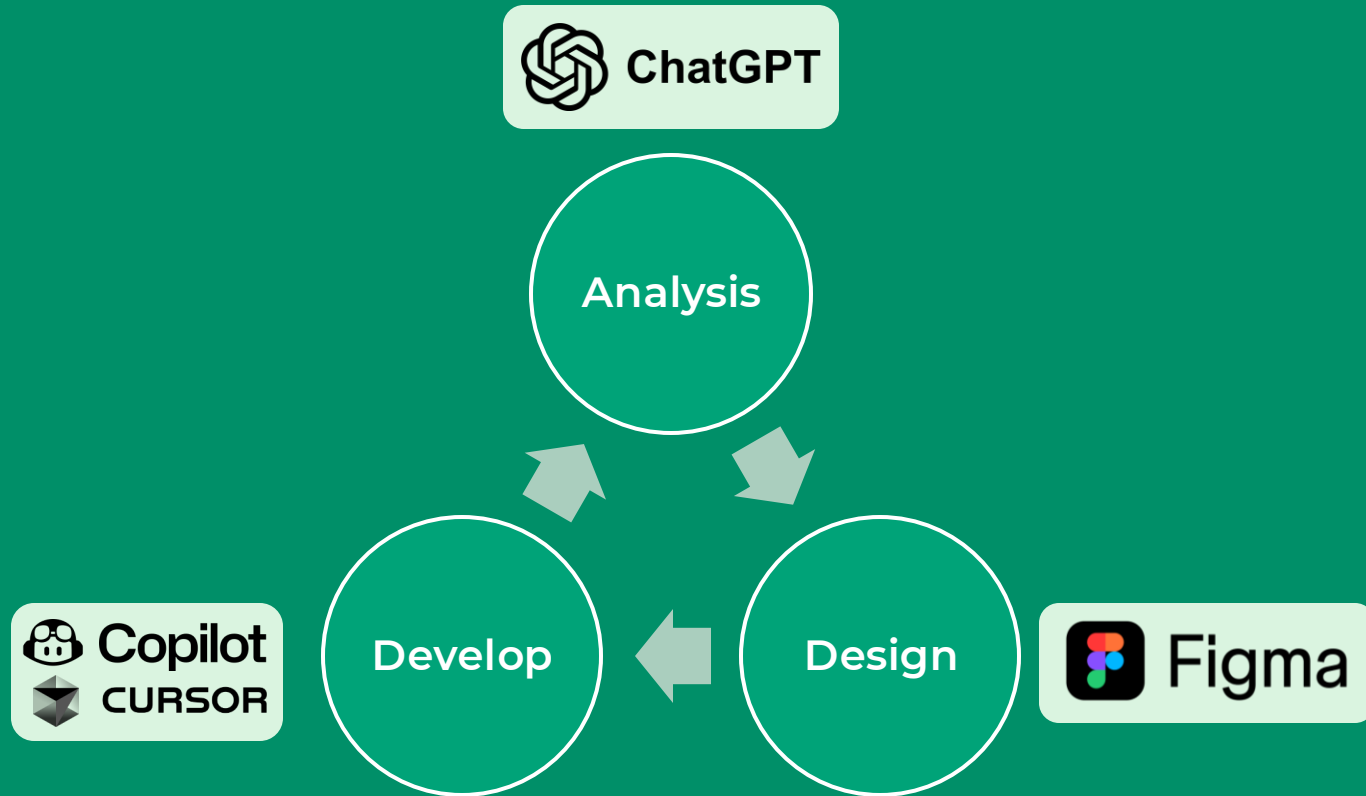 ChatGPT
Analysis
Develop
Design
Copilot
CURSOR
Figma